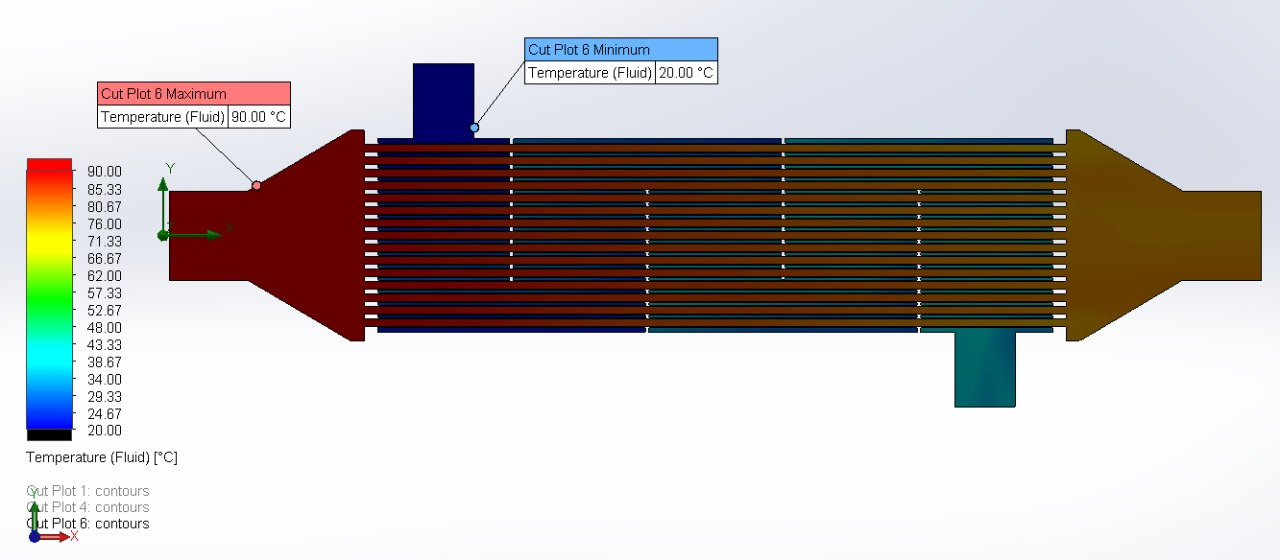 Cut Plot 6 Minimum
Temperature (Fluid) 20.00 °C
Cut Plot 6 Maximum
Temperature (Fluid) 90.00 °C
Y
X
90.00
85.33
80.67
76.00
71.33
66.67
62.00
57.33
52.67
48.00
43.33
38.67
34.00
29.33
24.67
20.00
Temperature (Fluid) [°C]
Cut Plot 1: contours
Cut Plot 4: contours
Cut Plot 6: contours
Y
X